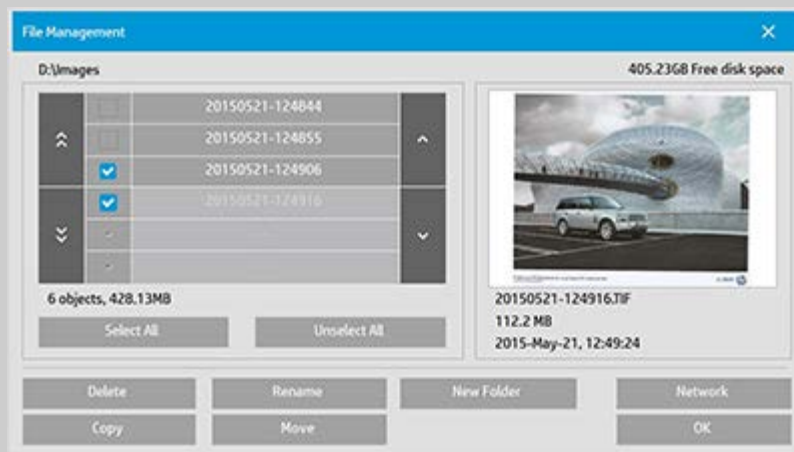 File Management
D:\Images
405.23GB Free disk space
20150521-124844
20150521-124855
20150521-124906
20150521-124916
6 objects, 428.13MB
Select All
Unselect All
20150521-124916.TIF
112.2 MB
2015-May-21, 12:49:24
Delete
Rename
New Folder
Network
Copy
Move
OK